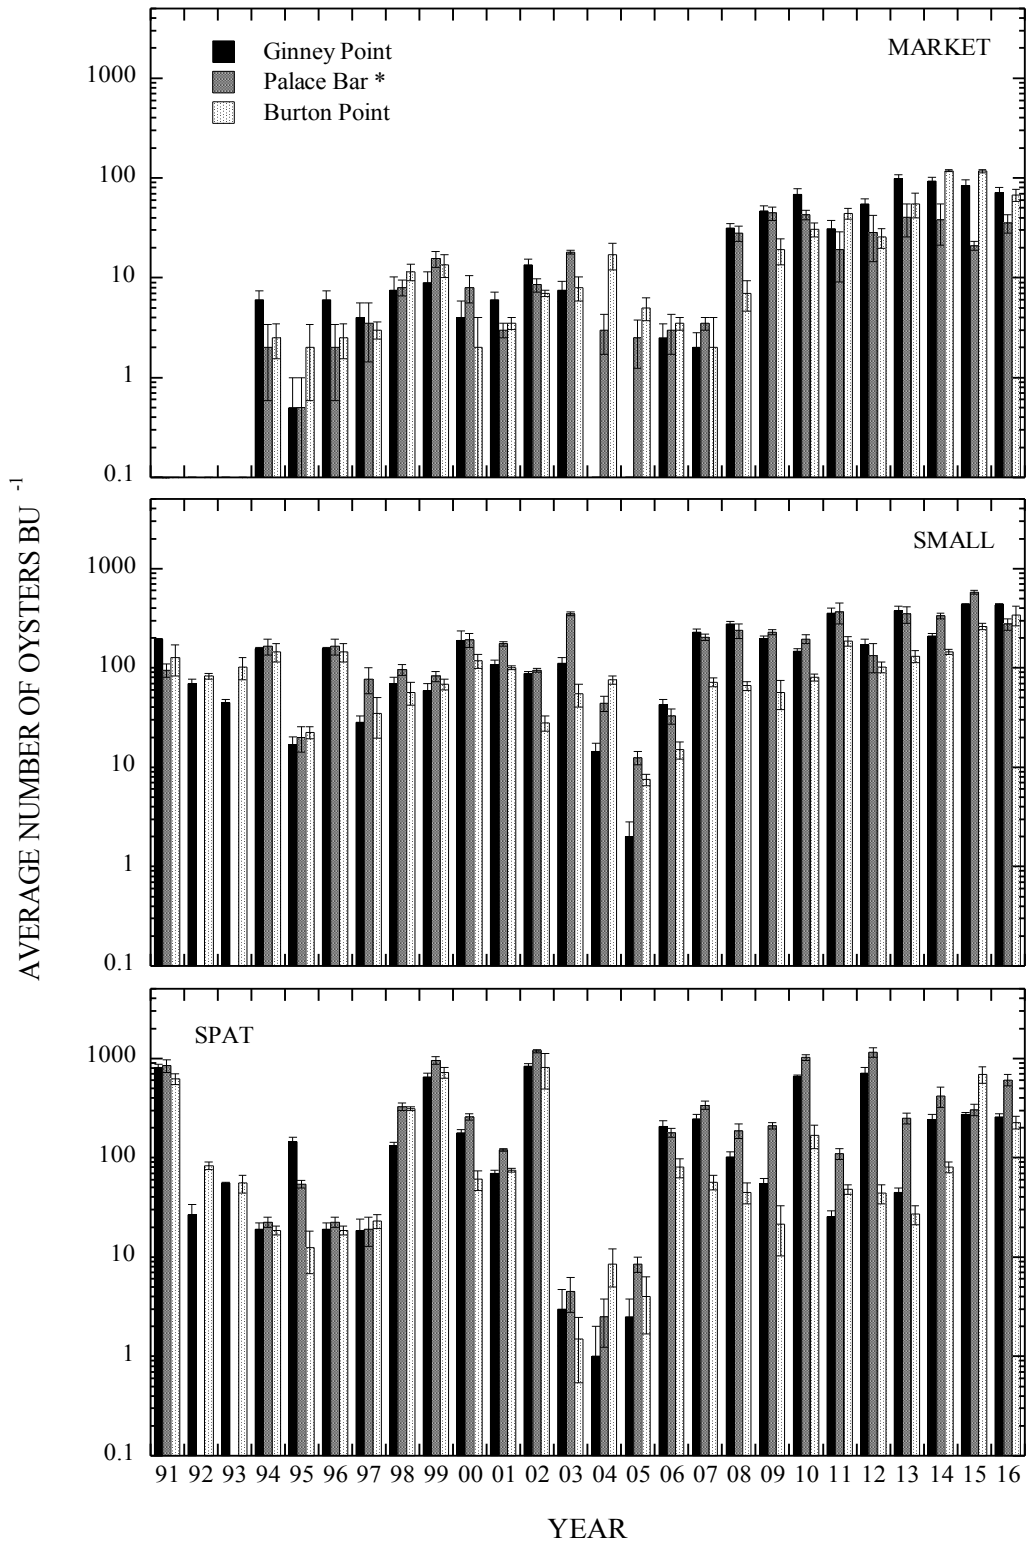 MARKET
Ginney Point
Palace Bar *
Burton Point
1000
100
10
1
0.1
SMALL
1000
100
10
1
0.1
SPAT
1000
100
10
1
0.1
AVERAGE NUMBER OF OYSTERS BU -1
91 92 93 94 95 96 97 98 99 00 01 02 03 04 05 06 07 08 09 10 11 12 13 14 15 16
YEAR